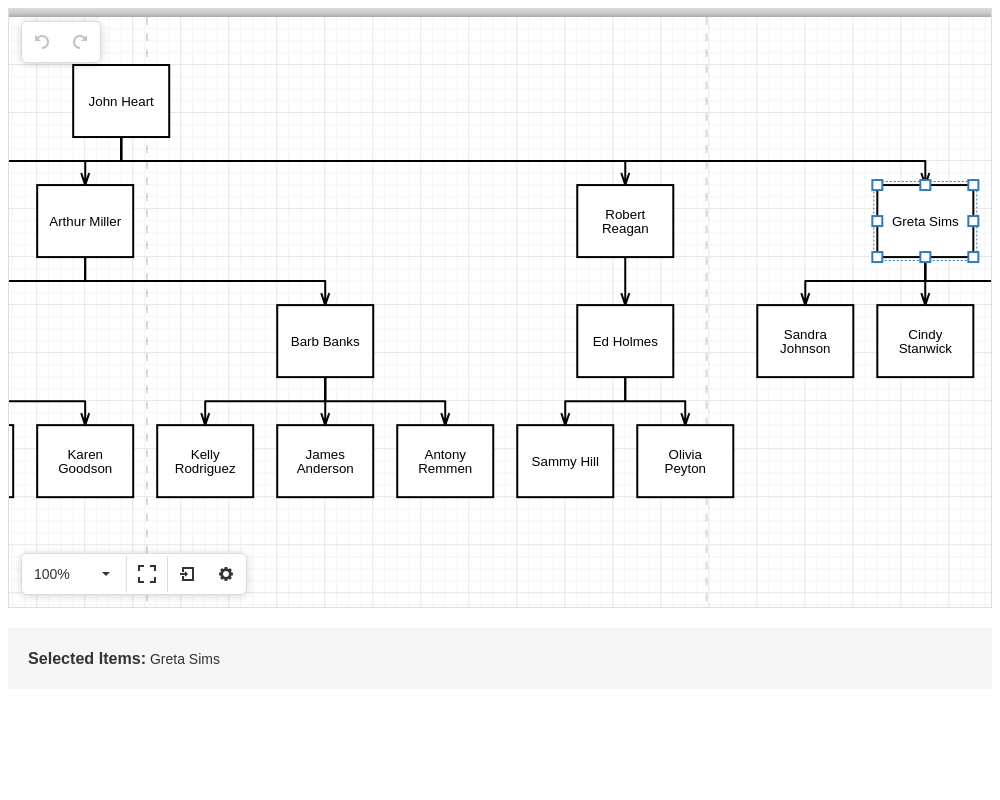 John Heart
Arthur Miller
Robert
Reagan
Greta Sims
Barb Banks
Ed Holmes
Sandra
Johnson
Cindy
Stanwick
Karen
Goodson
Kelly
Rodriguez
James
Anderson
Antony
Remmen
Sammy Hill
Olivia
Peyton
100%
Selected Items: Greta Sims